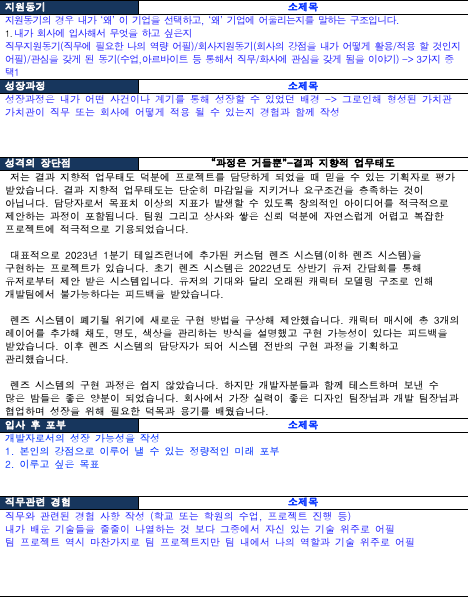 지원동기 소제목
지원동기의 경우 내가 '왜' 이 기업을 선택하고, '왜' 기업에 어울리는지를 말하는 구조입니다.
1. 내가 회사에 입사해서 무엇을 하고 싶은지
직무지원동기(직무에 필요한 나의 역량 어필)/회사지원동기(회사의 강점을 내가 어떻게 활용/적용 할 것인지
어필)/관심을 갖게 된 동기(수업,아르바이트 등 통해서 직무/화사에 관심을 갖게 됨을 이야기) -> 3가지 중
택1
성장과정 소제목
성장과정은 내가 어떤 사건이나 계기를 통해 성장할 수 있었던 배경 -> 그로인해 형성된 가치관
가치관이 직무 또는 회사에 어떻게 적용 될 수 있는지 경험과 함께 작성
성격의 장단점 "과정은 거들뿐"-결과 지향적 업무태도
저는 결과 지향적 업무태도 덕분에 프로젝트를 담당하게 되었을 때 믿을 수 있는 기획자로 평가
받았습니다. 결과 지향적 업무태도는 단순히 마감일을 지키거나 요구조건을 충족하는 것이
아닙니다. 담당자로서 목표치 이상의 지표가 발생할 수 있도록 창의적인 아이디어를 적극적으로
제안하는 과정이 포함됩니다. 팀원 그리고 상사와 쌓은 신뢰 덕분에 자연스럽게 어렵고 복잡한
프로젝트에 적극적으로 기용되었습니다.
대표적으로 2023년 1분기 테일즈런너에 추가된 커스텀 렌즈 시스템(이하 렌즈 시스템)을
구현하는 프로젝트가 있습니다. 초기 렌즈 시스템은 2022년도 상반기 유저 간담회를 통해
유저로부터 제안 받은 시스템입니다. 유저의 기대와 달리 오래된 캐릭터 모델링 구조로 인해
개발팀에서 불가능하다는 피드백을 받았습니다.
렌즈 시스템이 폐기될 위기에 새로운 구현 방법을 구상해 제안했습니다. 캐릭터 매시에 총 3개의
레이어를 추가해 채도, 명도, 색상을 관리하는 방식을 설명했고 구현 가능성이 있다는 피드백을
받았습니다. 이후 렌즈 시스템의 담당자가 되어 시스템 전반의 구현 과정을 기획하고
관리했습니다.
렌즈 시스템의 구현 과정은 쉽지 않았습니다. 하지만 개발자분들과 함께 테스트하며 보낸 수
많은 밤들은 좋은 양분이 되었습니다. 회사에서 가장 실력이 좋은 디자인 팀장님과 개발 팀장님과
협업하며 성장을 위해 필요한 덕목과 용기를 배웠습니다.
입사 후 포부 소제목
개발자로서의 성장 가능성을 작성
1. 본인의 강점으로 이루어 낼 수 있는 정량적인 미래 포부
2. 이루고 싶은 목표
직무관련 경험 소제목
직무와 관련된 경험 사항 작성 (학교 또는 학원의 수업, 프로젝트 진행 등)
내가 배운 기술들을 줄줄이 나열하는 것 보다 그중에서 자신 있는 기술 위주로 어필
팀 프로젝트 역시 마찬가지로 팀 프로젝트지만 팀 내에서 나의 역할과 기술 위주로 어필